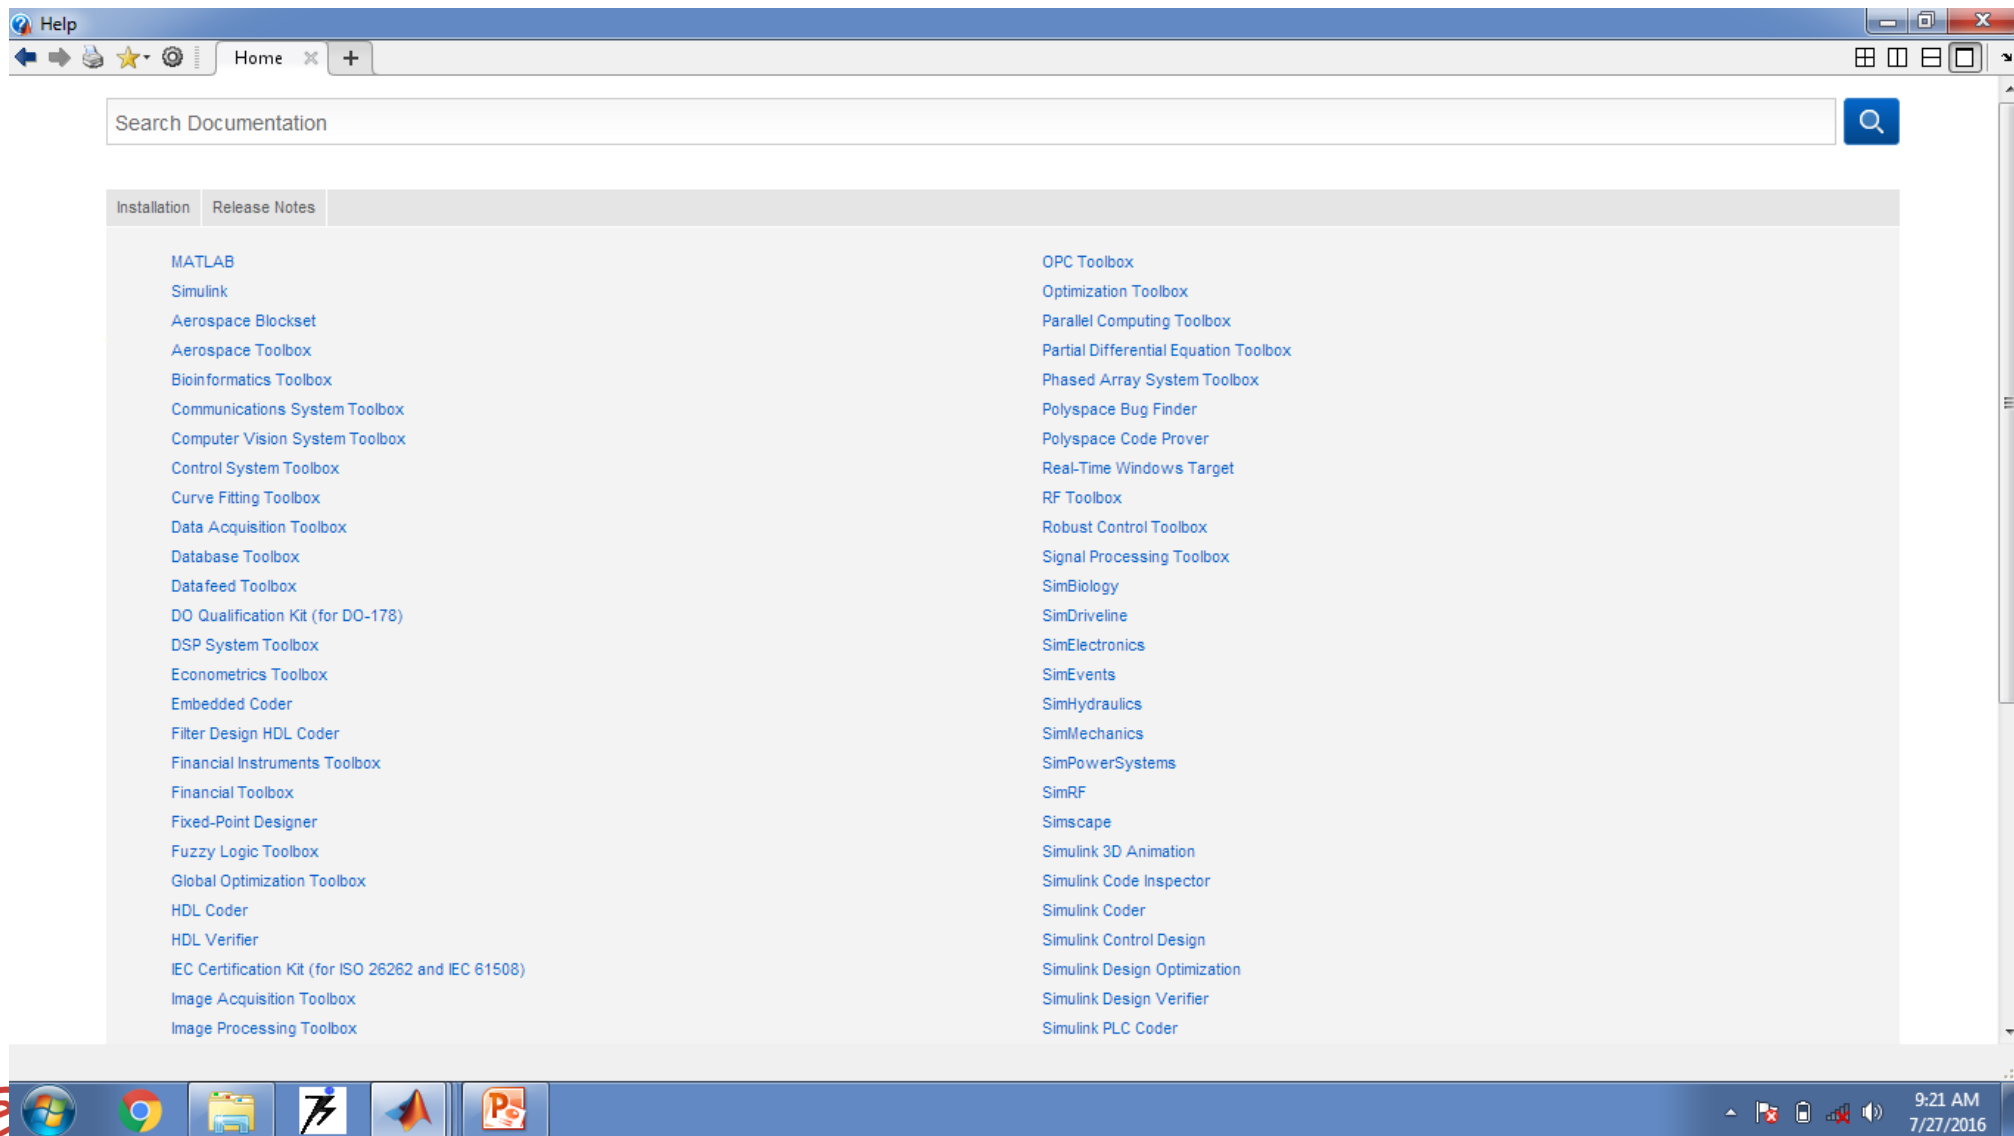 Help
Home
Search Documentation
Installation Release Notes
MATLAB
Simulink
Aerospace Blockset
Aerospace Toolbox
Bioinformatics Toolbox
Communications System Toolbox
Computer Vision System Toolbox
Control System Toolbox
Curve Fitting Toolbox
Data Acquisition Toolbox
Database Toolbox
Datafeed Toolbox
DO Qualification Kit (for DO-178)
DSP System Toolbox
Econometrics Toolbox
Embedded Coder
Filter Design HDL Coder
Financial Instruments Toolbox
Financial Toolbox
Fixed-Point Designer
Fuzzy Logic Toolbox
Global Optimization Toolbox
HDL Coder
HDL Verifier
IEC Certification Kit (for ISO 26262 and IEC 61508)
Image Acquisition Toolbox
Image Processing Toolbox
OPC Toolbox
Optimization Toolbox
Parallel Computing Toolbox
Partial Differential Equation Toolbox
Phased Array System Toolbox
Polyspace Bug Finder
Polyspace Code Prover
Real-Time Windows Target
RF Toolbox
Robust Control Toolbox
Signal Processing Toolbox
SimBiology
SimDriveline
SimElectronics
SimEvents
SimHydraulics
SimMechanics
SimPowerSystems
SimRF
Simscape
Simulink 3D Animation
Simulink Code Inspector
Simulink Coder
Simulink Control Design
Simulink Design Optimization
Simulink Design Verifier
Simulink PLC Coder
9:21 AM
7/27/2016